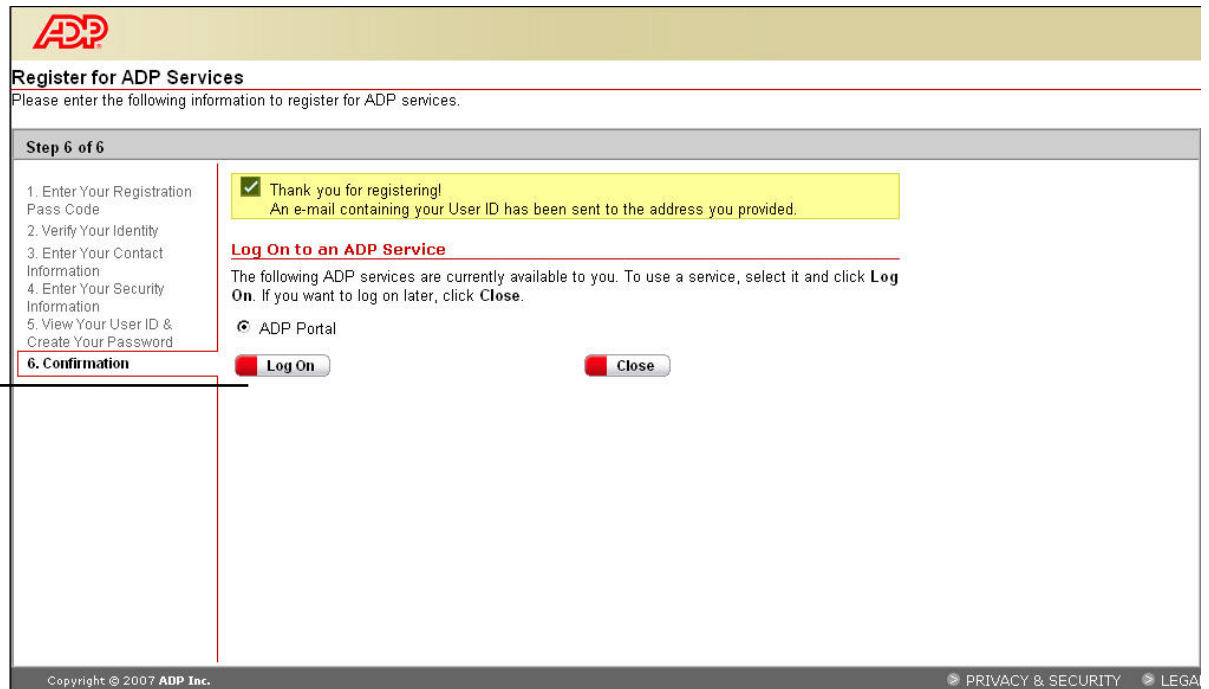 ADP
Register for ADP Services
Please enter the following information to register for ADP services.
Step 6 of 6
1. Enter Your Registration
Pass Code
2. Verify Your Identity
3. Enter Your Contact
Information
4. Enter Your Security
Information
5. View Your User ID &
Create Your Password
6. Confirmation
Thank you for registering!
An e-mail containing your User ID has been sent to the address you provided.
Log On to an ADP Service
The following ADP services are currently available to you. To use a service, select it and click Log
On. If you want to log on later, click Close.
ADP Portal
Log On
Close
Copyright © 2007 ADP Inc.
PRIVACY & SECURITY
LEGA